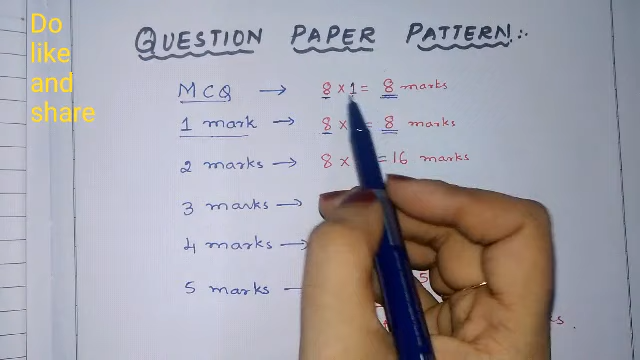 Do
like
and
share
QUESTION PAPER PATTERN:-
MCQ → 8 × 1 = 8 marks
1 mark → 8 × = 8 marks
2 marks → 8 × = 16 marks
3 marks →
4 marks →
5 marks